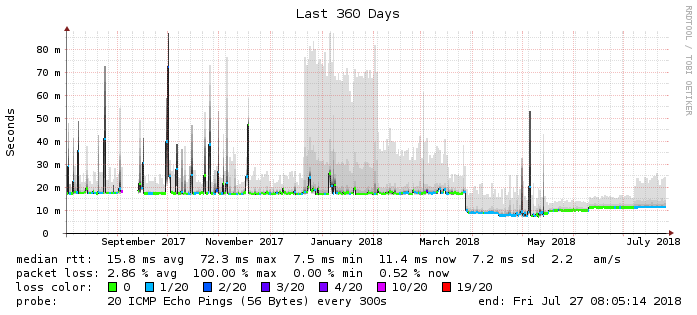 Last 360 Days
RRDTOOL / TOBI OETIKER
Seconds
80 m
70 m
60 m
50 m
40 m
30 m
20 m
10 m
0
September 2017 November 2017 January 2018 March 2018 May 2018 July 2018
median rtt: 15.8 ms avg 72.3 ms max 7.5 ms min 11.4 ms now 7.2 ms sd 2.2 am/s
packet loss: 2.86 % avg 100.00 % max 0.00 % min 0.52 % now
loss color: 0 1/20 2/20 3/20 4/20 10/20 19/20
probe: 20 ICMP Echo Pings (56 Bytes) every 300s end: Fri Jul 27 08:05:14 2018